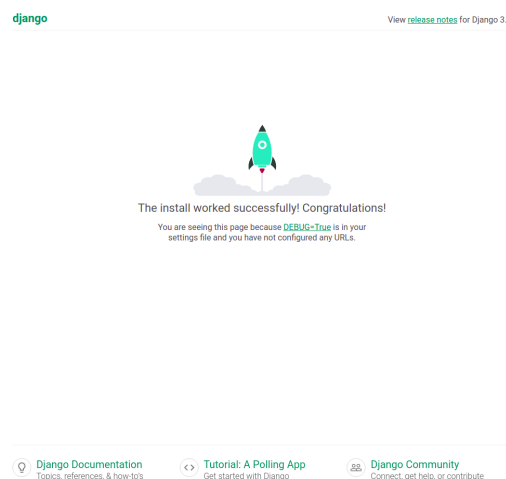 django
View release notes for Django 3.
The install worked successfully! Congratulations!
You are seeing this page because DEBUG=True is in your
settings file and you have not configured any URLs.
Django Documentation
Topics, references, & how-to's
Tutorial: A Polling App
Get started with Django
Django Community
Connect, get help, or contribute